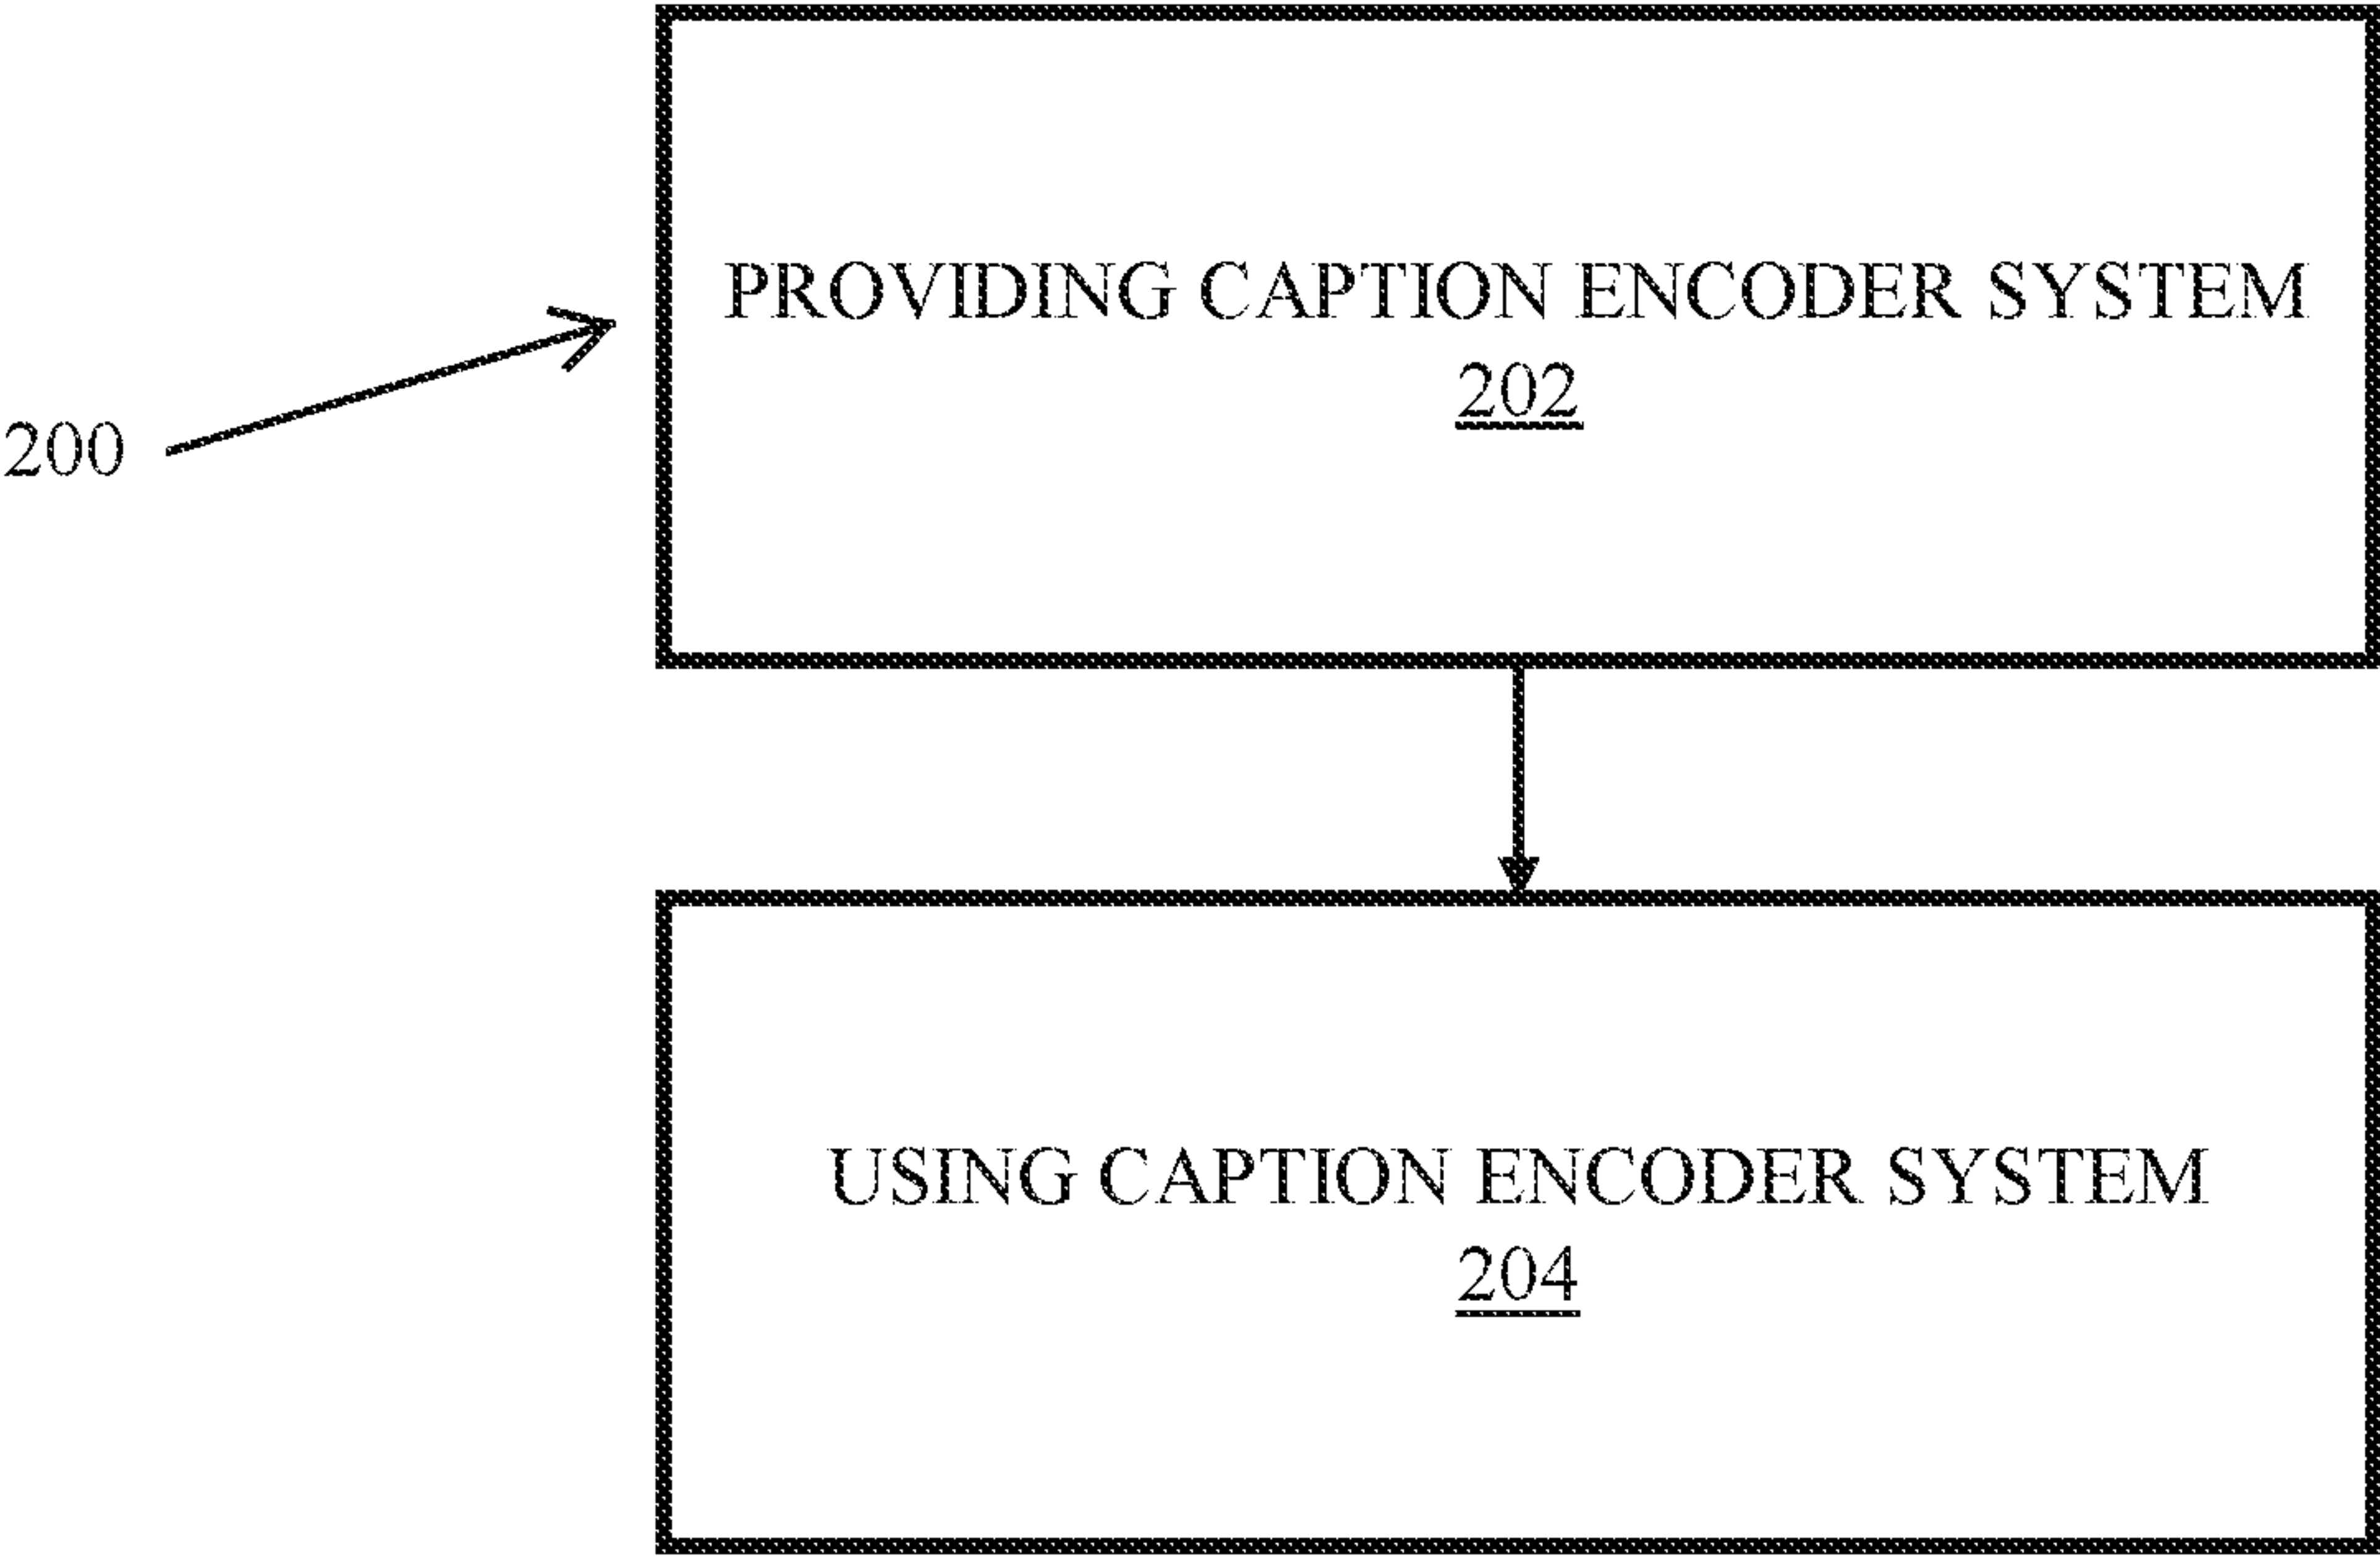 PROVIDING CAPTION ENCODER SYSTEM
202
200
USING CAPTION ENCODER SYSTEM
204